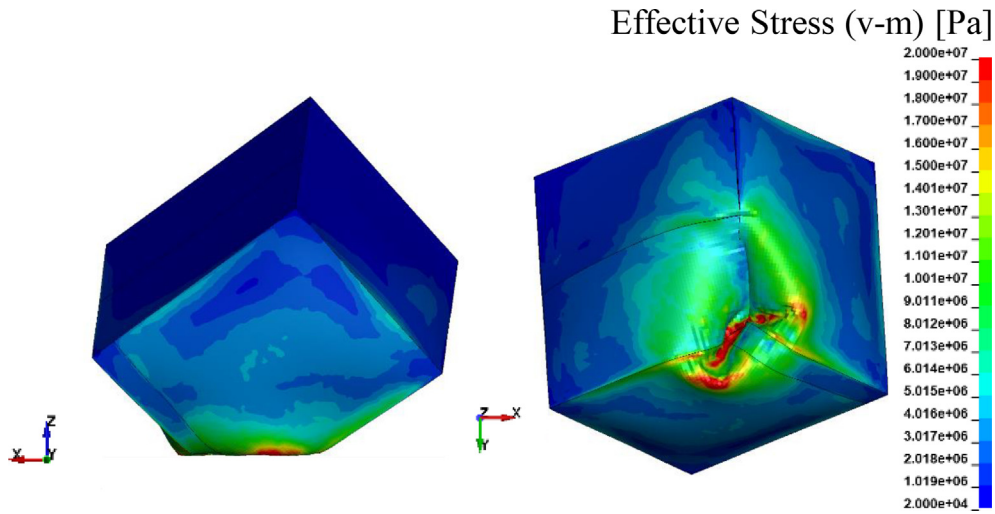 Effective Stress (v-m) [Pa]
2.000e+07
1.900e+07
1.800e+07
1.700e+07
1.600e+07
1.500e+07
1.401e+07
1.301e+07
1.201e+07
1.101e+07
1.001e+07
9.011e+06
8.012e+06
7.013e+06
6.014e+06
5.015e+06
4.016e+06
3.017e+06
2.018e+06
1.019e+06
2.000e+04
Z
X
Y
Z
X
Y